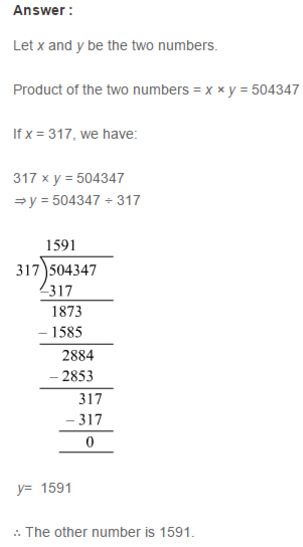 Answer :
Let x and y be the two numbers.
Product of the two numbers = x × y = 504347
If x = 317, we have:
317 × y = 504347
⇒ y = 504347 ÷ 317
1591
317)504347
−317
1873
− 1585
2884
− 2853
317
− 317
0
y= 1591
∴ The other number is 1591.